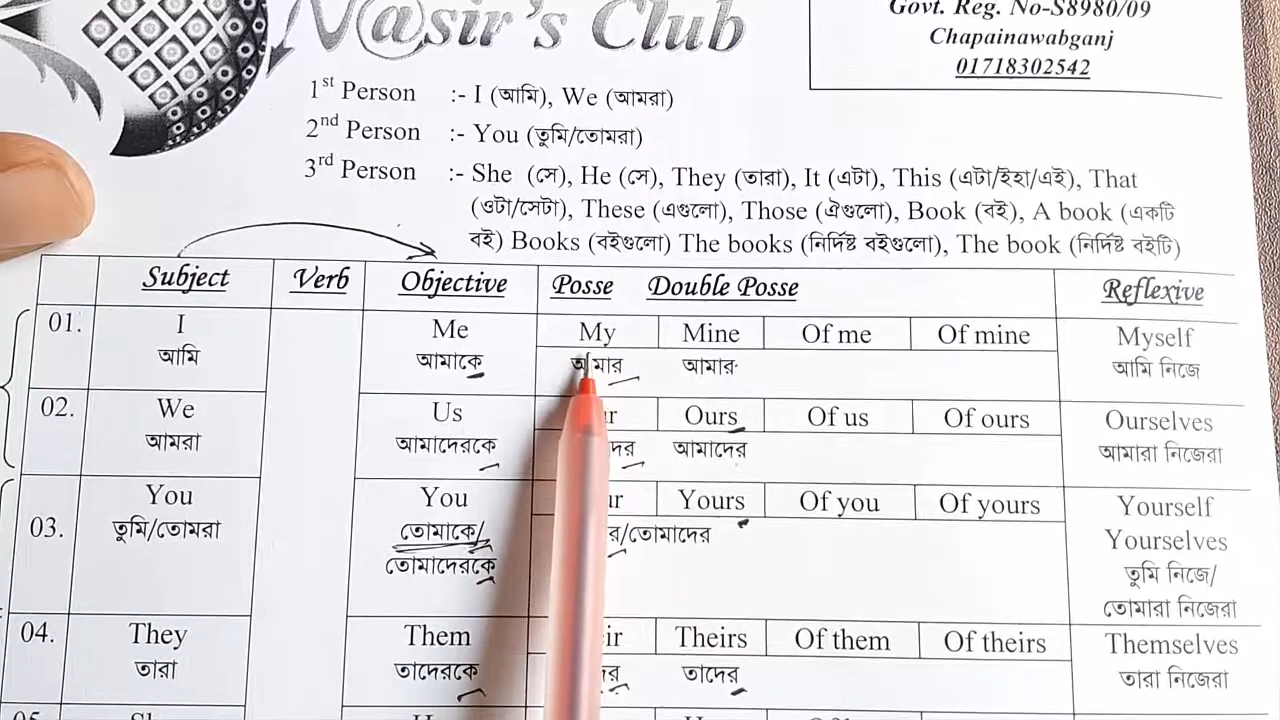 N@sir's Club
Govt. Reg. No-S8980/09
Chapainawabganj
01718302542
1st Person :- I (আমি), We (আমরা)
2nd Person :- You (তুমি/তোমরা)
3rd Person :- She (সে), He (সে), They (তারা), It (এটা), This (এটা/ইহা/এই), That
(ওটা/সেটা), These (এগুলো), Those (ঐগুলো), Book (বই), A book (একটি
বই) Books (বইগুলো) The books (নির্দিষ্ট বইগুলো), The book (নির্দিষ্ট বইটি)
Subject Verb Objective Posse Double Posse Reflexive
01. I Me My Mine Of me Of mine Myself
আমি আমাকে আমার আমার আমি নিজে
02. We Us Ours Of us Of ours Ourselves
আমরা আমাদেরকে আমাদের আমারা নিজেরা
03. You You Yours Of you Of yours Yourself
তুমি/তোমরা তোমাকে/ র/তোমাদের Yourselves
তোমাদেরকে তুমি নিজে/
তোমারা নিজেরা
04. They Them Theirs Of them Of theirs Themselves
তারা তাদেরকে তাদের তারা নিজেরা